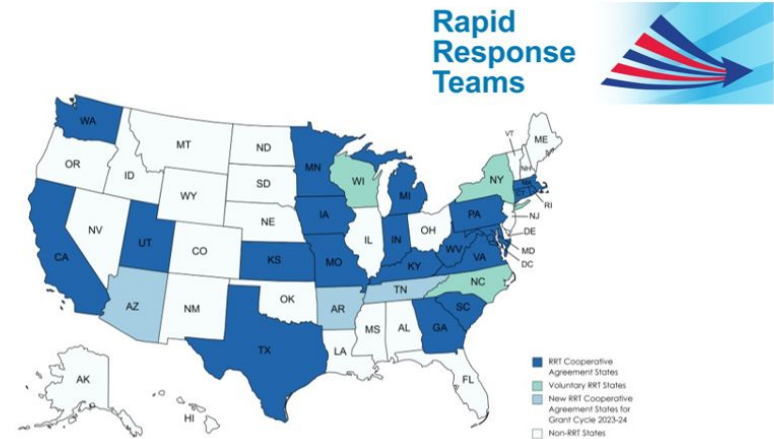 Rapid
Response
Teams
WA
OR
CA
NV
ID
MT
WY
UT
AZ
CO
NM
ND
SD
NE
KS
OK
TX
MN
IA
MO
AR
LA
WI
IL
MI
IN
OH
KY
TN
MS
AL
GA
FL
SC
NC
VA
WV
PA
NY
VT
ME
NH
MA
CT
RI
NJ
DE
MD
DC
AK
HI
RRT Cooperative
Agreement States
Voluntary RRT States
New RRT Cooperative
Agreement States for
Grant Cycle 2023-24
Non-RRT States